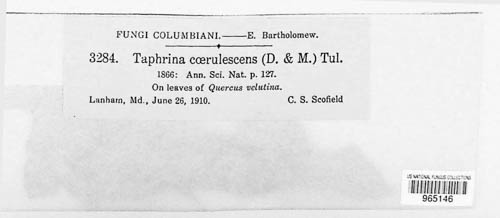 FUNGI COLUMBIANI.——E. Bartholomew.
3284. Taphrina cœrulescens (D. & M.) Tul.
1866: Ann. Sci. Nat. p. 127.
On leaves of Quercus velutina.
Lanham, Md., June 26, 1910. C. S. Scofield
US NATIONAL FUNGUS COLLECTIONS
965146